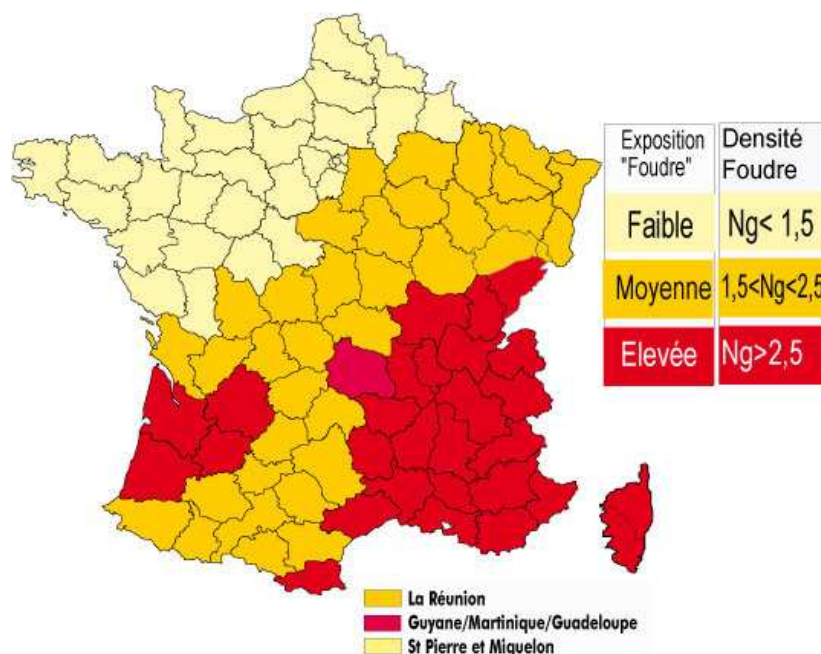 Exposition
"Foudre"
Densité
Foudre
Faible
Ng< 1,5
Moyenne
1,5<Ng<2,5
Elevée
Ng>2,5
La Réunion
Guyane/Martinique/Guadeloupe
St Pierre et Miquelon